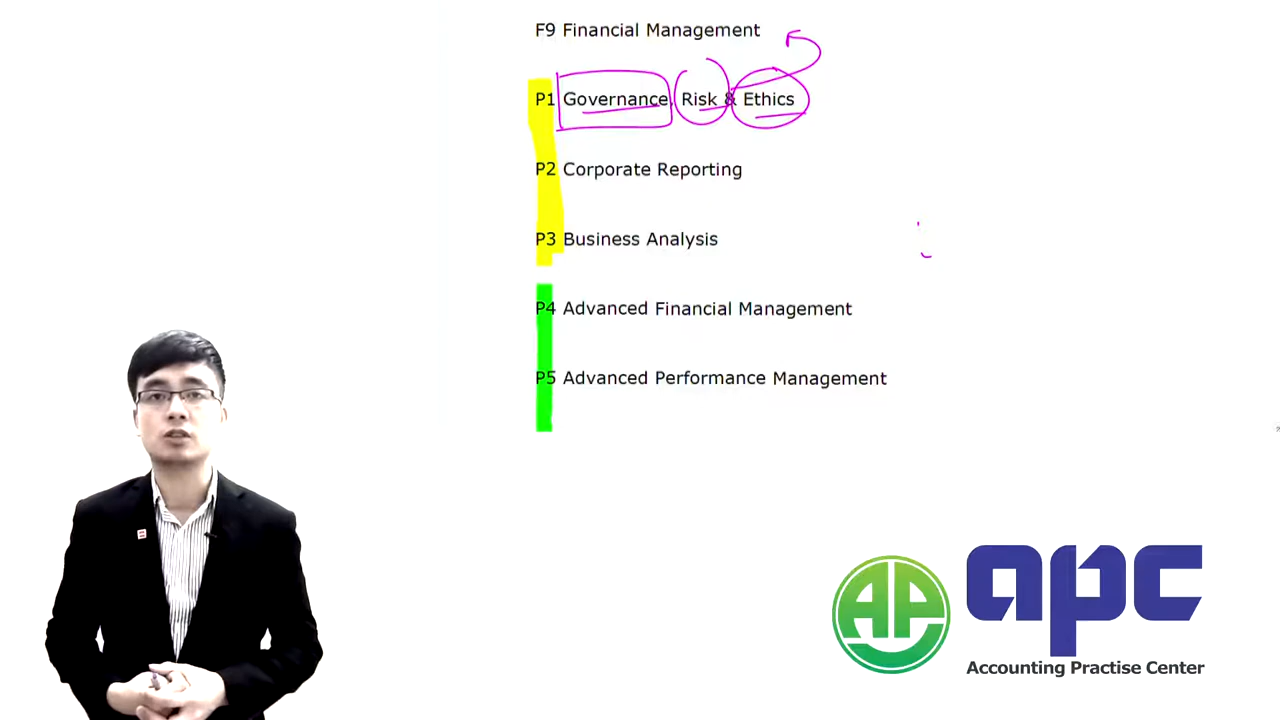 F9 Financial Management
P1 Governance, Risk & Ethics
P2 Corporate Reporting
P3 Business Analysis
P4 Advanced Financial Management
P5 Advanced Performance Management
AP
apc
Accounting Practise Center